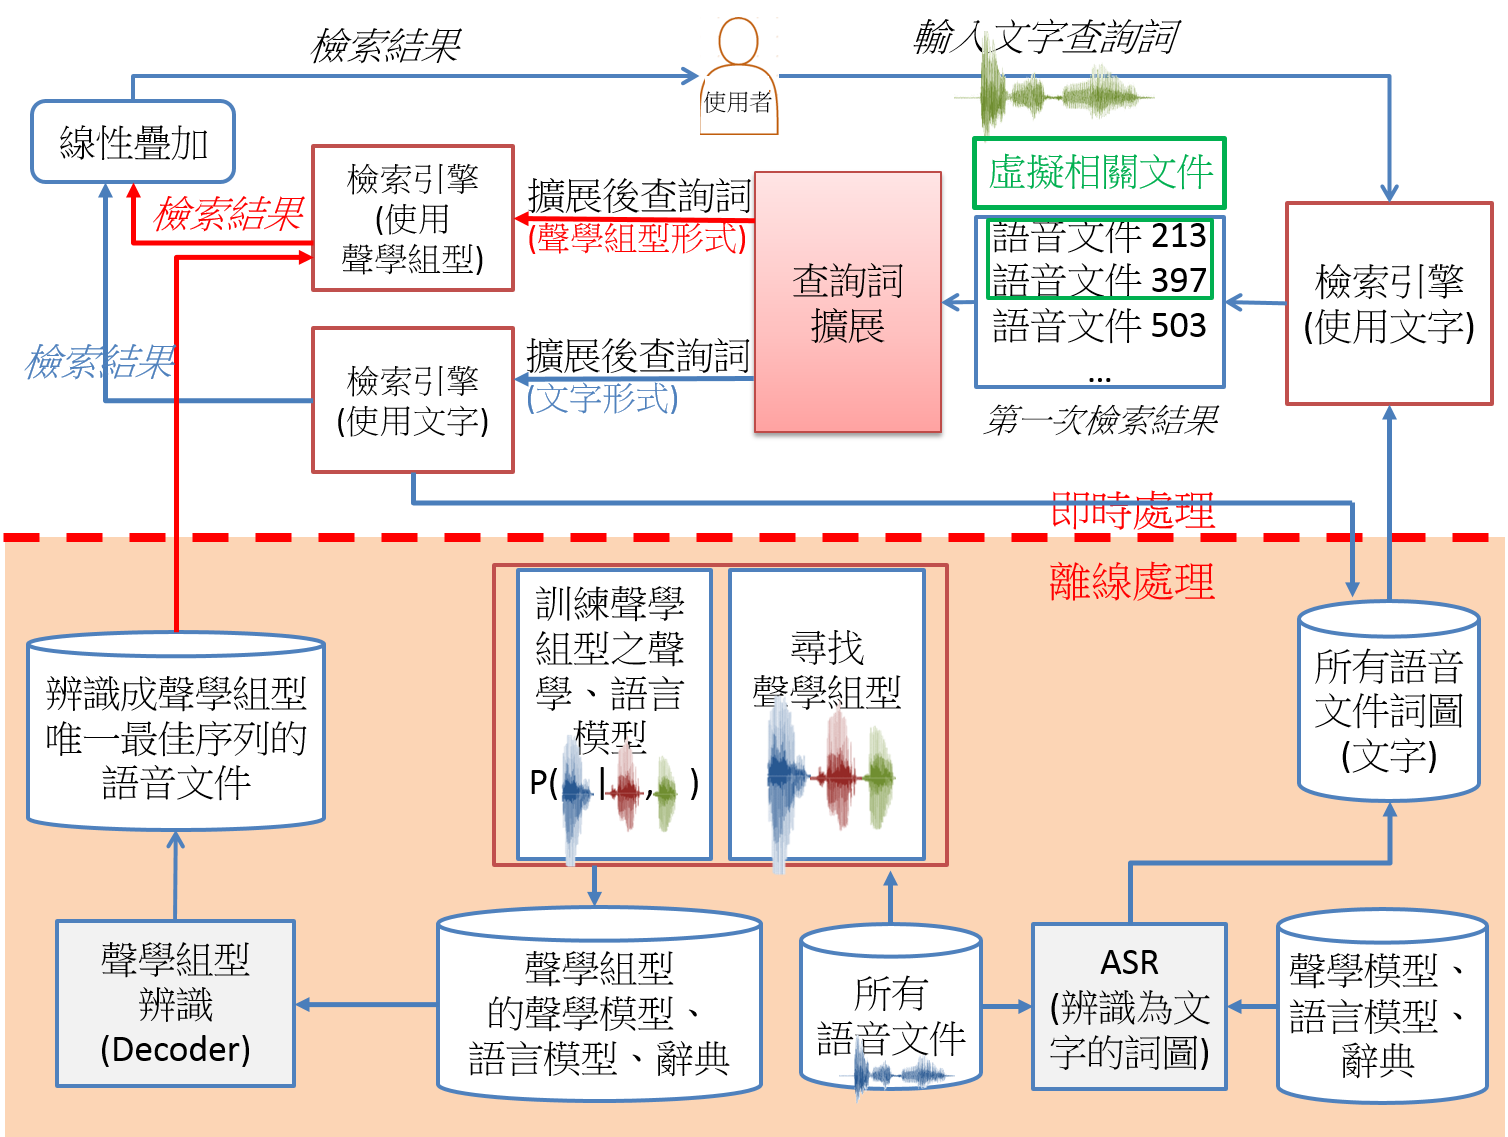 檢索結果
輸入文字查詢詞
使用者
線性疊加
檢索引擎
(使用
聲學組型)
檢索結果
擴展後查詢詞
(聲學組型形式)
查詢詞
擴展
虛擬相關文件
語音文件 213
語音文件 397
語音文件 503
...
第一次檢索結果
檢索引擎
(使用文字)
檢索結果
檢索引擎
(使用文字)
擴展後查詢詞
(文字形式)
即時處理
離線處理
辨識成聲學組型
唯一最佳序列的
語音文件
訓練聲學
組型之聲
學、語言
模型
P( | , )
尋找
聲學組型
所有語音
文件詞圖
(文字)
聲學組型
辨識
(Decoder)
聲學組型
的聲學模型、
語言模型、辭典
所有
語音文件
ASR
(辨識為文
字的詞圖)
聲學模型、
語言模型、
辭典